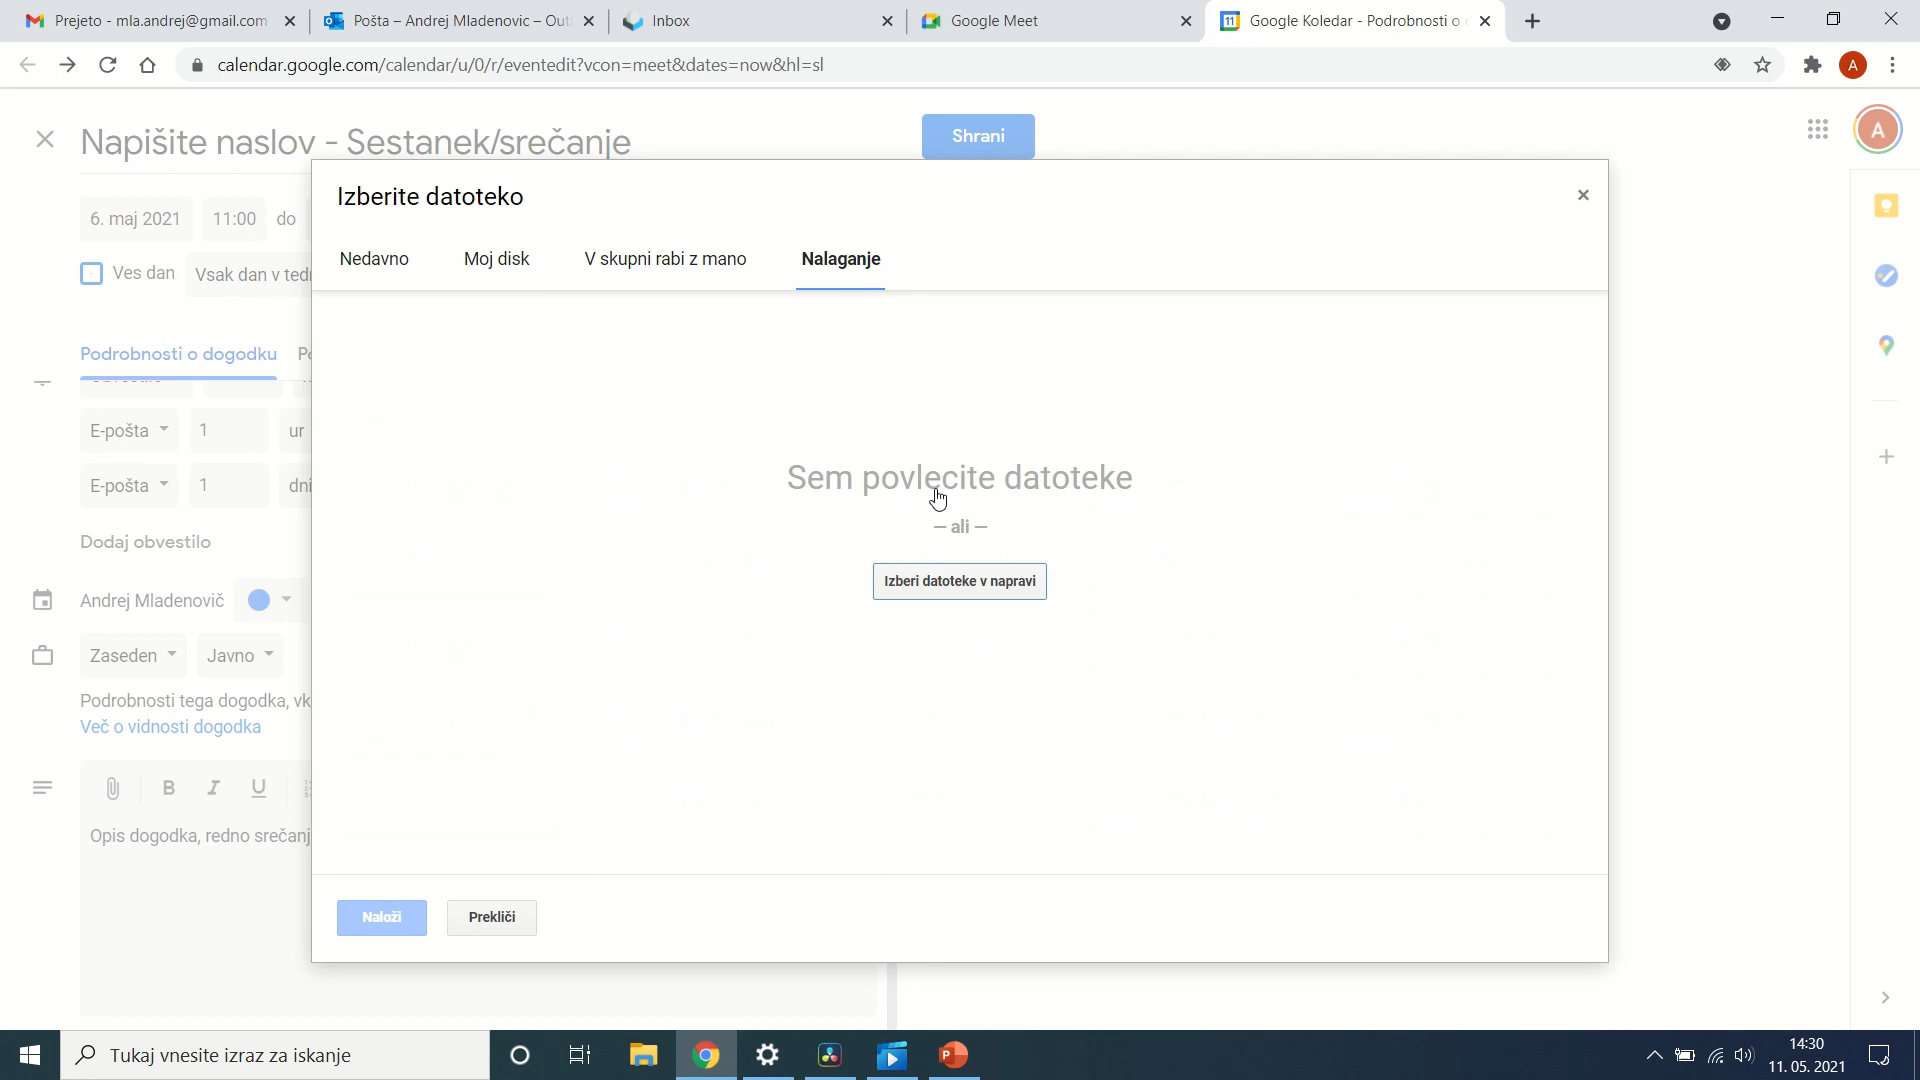 Prejeto - mla.andrej@gmail.com
Pošta – Andrej Mladenovic – Out
Inbox
Google Meet
Google Koledar - Podrobnosti o
calendar.google.com/calendar/u/0/r/eventedit?vcon=meet&dates=now&hl=sl
A
Napišite naslov - Sestanek/srečanje
Shrani
A
Izberite datoteko
6. maj 2021 11:00 do
Nedavno Moj disk V skupni rabi z mano Nalaganje
Ves dan Vsak dan v tedn
Podrobnosti o dogodku
E-pošta 1 ur
Sem povlecite datoteke
E-pošta 1 dni
— ali —
Dodaj obvestilo
Izberi datoteke v napravi
Andrej Mladenovič
Zaseden Javno
Podrobnosti tega dogodka, vk
Več o vidnosti dogodka
B I U
Opis dogodka, redno srečanj
Naloži Prekliči
Tukaj vnesite izraz za iskanje
14:30
11. 05. 2021